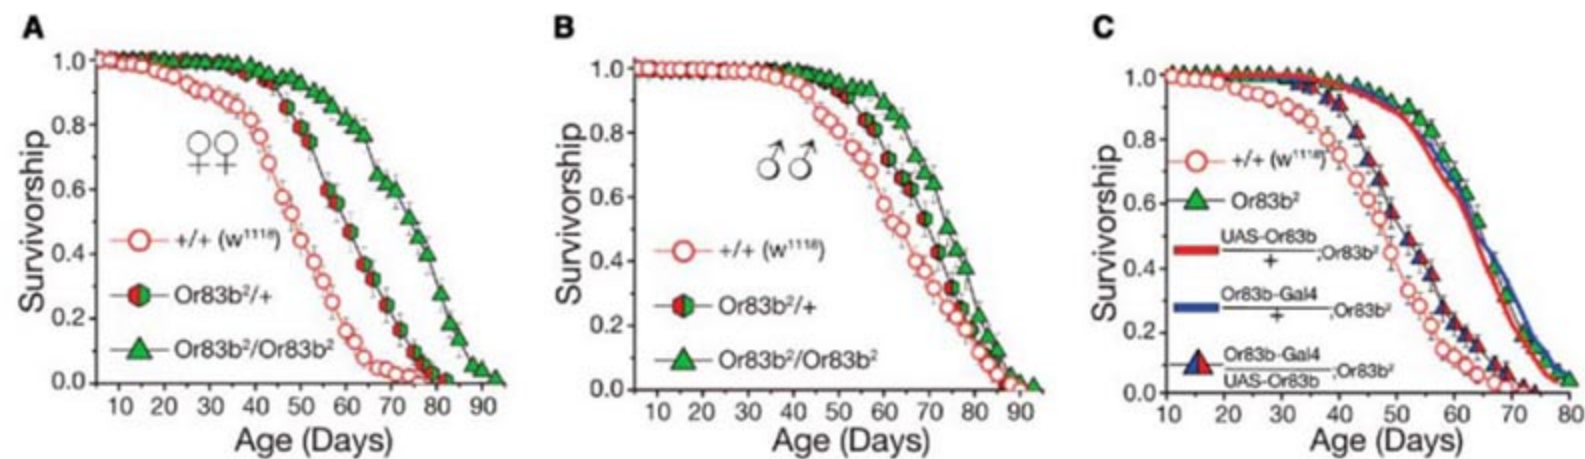 A
Survivorship
1.0
0.8
0.6
0.4
0.2
0.0
♀♀
+/+ (w¹¹¹⁸)
Or83b²/+
Or83b²/Or83b²
10 20 30 40 50 60 70 80 90
Age (Days)
B
Survivorship
1.0
0.8
0.6
0.4
0.2
0.0
♂♂
+/+ (w¹¹¹⁸)
Or83b²/+
Or83b²/Or83b²
10 20 30 40 50 60 70 80 90
Age (Days)
C
Survivorship
1.0
0.8
0.6
0.4
0.2
0.0
+/+ (w¹¹¹⁸)
Or83b²
UAS-Or83b
+
;Or83b²
Or83b-Gal4
+
;Or83b²
Or83b-Gal4
UAS-Or83b
;Or83b²
10 20 30 40 50 60 70 80
Age (Days)